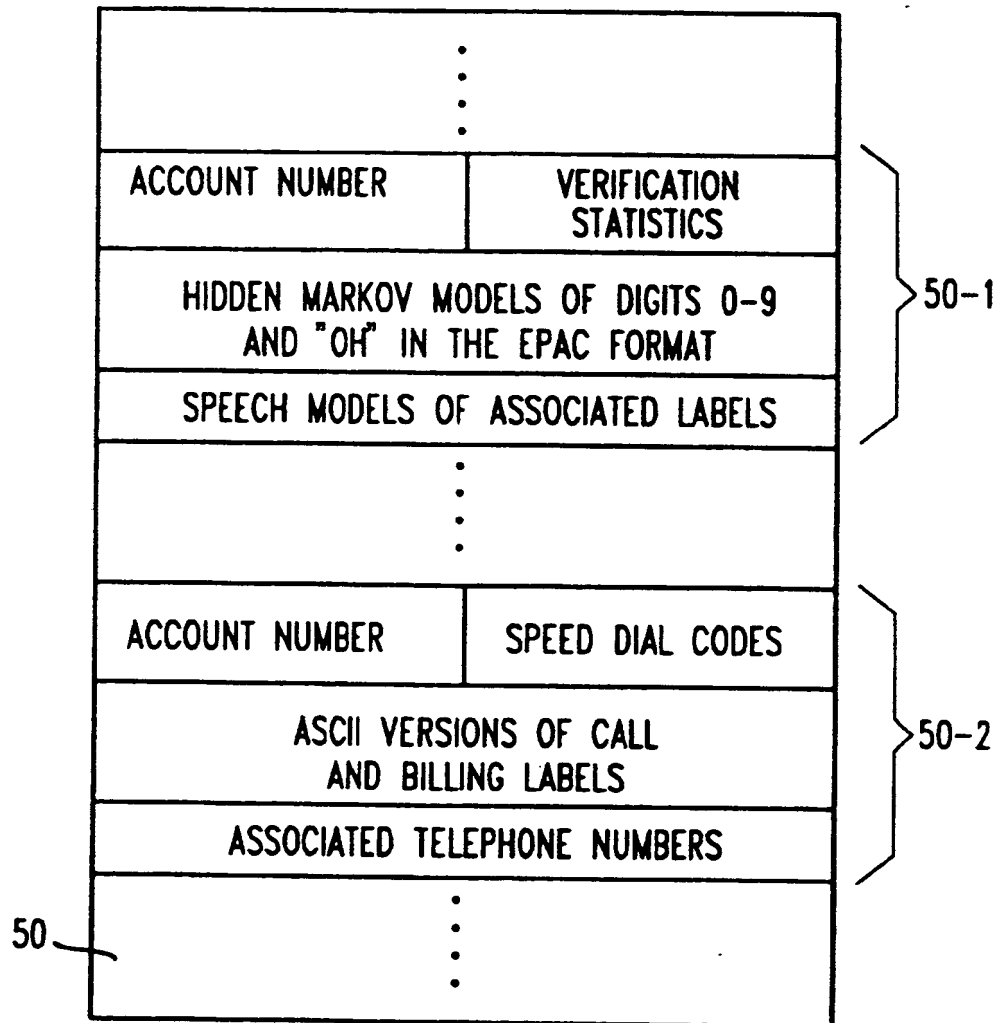 ACCOUNT NUMBER
VERIFICATION
STATISTICS
HIDDEN MARKOV MODELS OF DIGITS 0-9
AND "OH" IN THE EPAC FORMAT
SPEECH MODELS OF ASSOCIATED LABELS
50-1
ACCOUNT NUMBER
SPEED DIAL CODES
ASCII VERSIONS OF CALL
AND BILLING LABELS
ASSOCIATED TELEPHONE NUMBERS
50-2
50